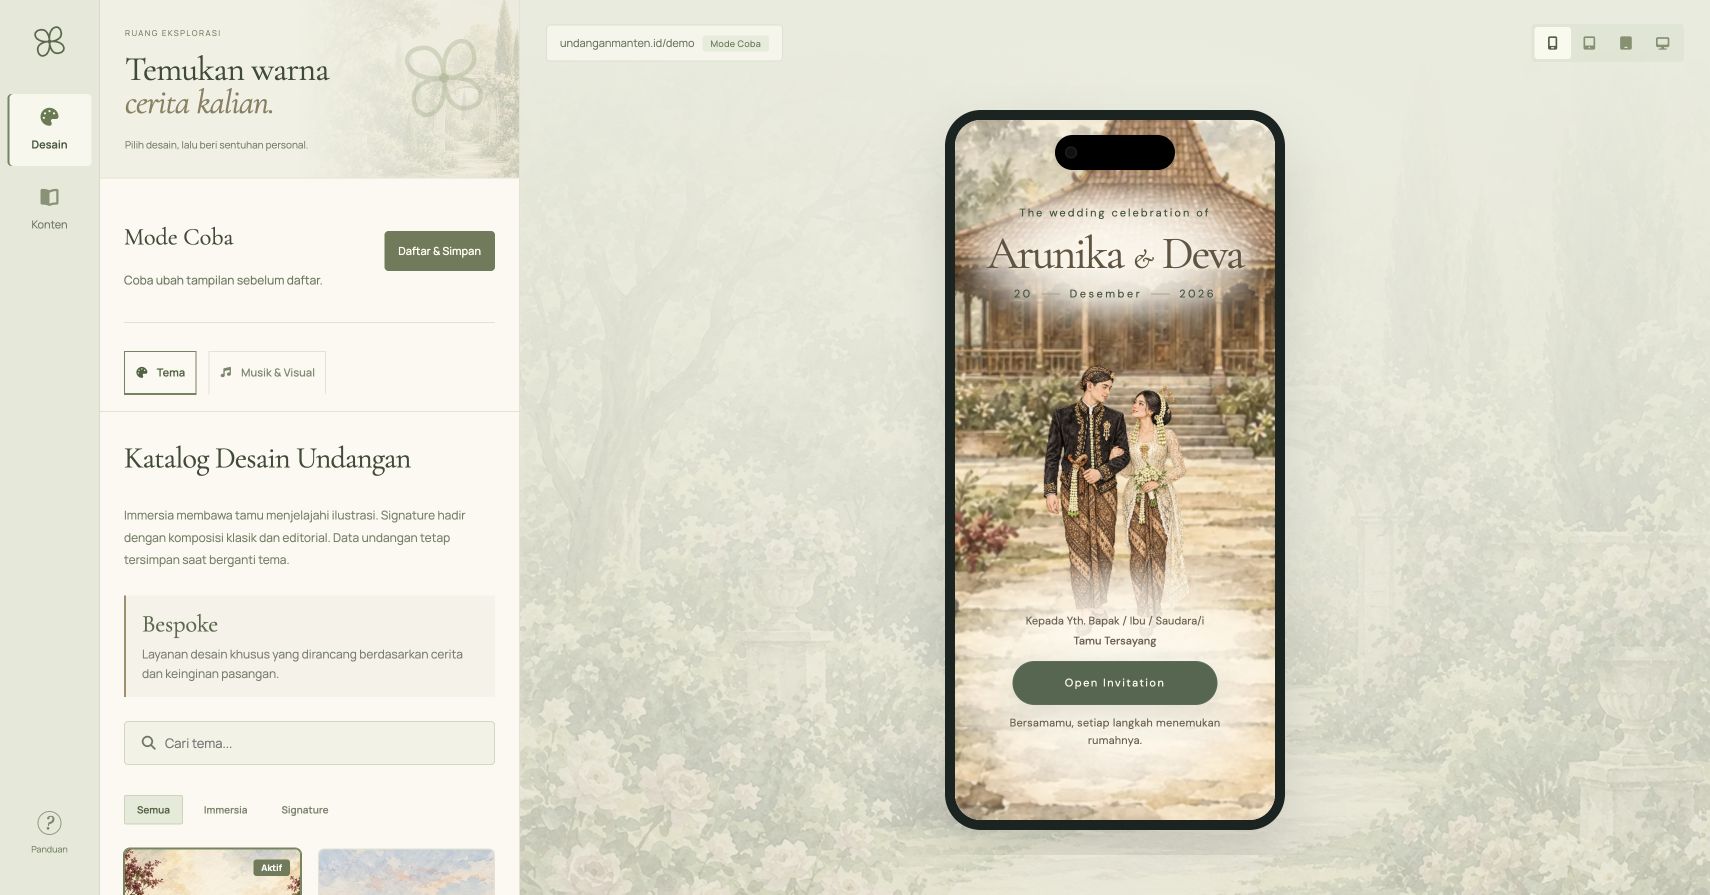 RUANG EKSPLORASI
Temukan warna
cerita kalian.
Pilih desain, lalu beri sentuhan personal.
Desain
Konten
Panduan
?
Mode Coba
Daftar & Simpan
Coba ubah tampilan sebelum daftar.
Tema
Musik & Visual
Katalog Desain Undangan
Immersia membawa tamu menjelajahi ilustrasi. Signature hadir
dengan komposisi klasik dan editorial. Data undangan tetap
tersimpan saat berganti tema.
Bespoke
Layanan desain khusus yang dirancang berdasarkan cerita
dan keinginan pasangan.
Cari tema...
Semua
Immersia
Signature
Aktif
undanganmanten.id/demo
Mode Coba
The wedding celebration of
Arunika & Deva
20 — Desember — 2026
Kepada Yth. Bapak / Ibu / Saudara/i
Tamu Tersayang
Open Invitation
Bersamamu, setiap langkah menemukan
rumahnya.